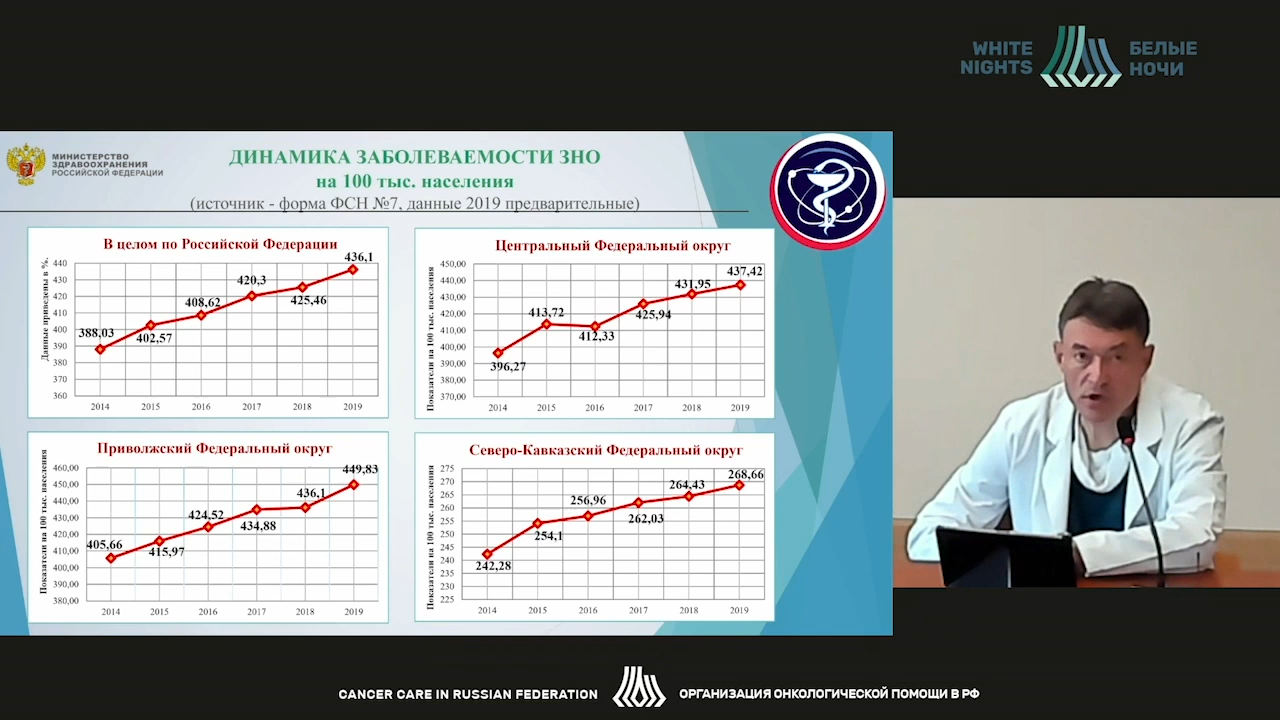 WHITE
NIGHTS
БЕЛЫЕ
НОЧИ
МИНИСТЕРСТВО
ЗДРАВООХРАНЕНИЯ
РОССИЙСКОЙ ФЕДЕРАЦИИ
ДИНАМИКА ЗАБОЛЕВАЕМОСТИ ЗНО
на 100 тыс. населения
(источник - форма ФСН №7, данные 2019 предварительные)
В целом по Российской Федерации
Данные приведены в %.
440
430
420
410
400
390
380
370
360
388,03
402,57
408,62
420,3
425,46
436,1
2014 2015 2016 2017 2018 2019
Центральный Федеральный округ
Показатели на 100 тыс. населения
450,00
440,00
430,00
420,00
410,00
400,00
390,00
380,00
370,00
396,27
413,72
412,33
425,94
431,95
437,42
2014 2015 2016 2017 2018 2019
Приволжский Федеральный округ
Показатели на 100 тыс. населения
460,00
450,00
440,00
430,00
420,00
410,00
400,00
390,00
380,00
405,66
415,97
424,52
434,88
436,1
449,83
2014 2015 2016 2017 2018 2019
Северо-Кавказский Федеральный округ
Показатели на 100 тыс. населения
275
270
265
260
255
250
245
240
235
230
225
242,28
254,1
256,96
262,03
264,43
268,66
2014 2015 2016 2017 2018 2019
CANCER CARE IN RUSSIAN FEDERATION
ОРГАНИЗАЦИЯ ОНКОЛОГИЧЕСКОЙ ПОМОЩИ В РФ